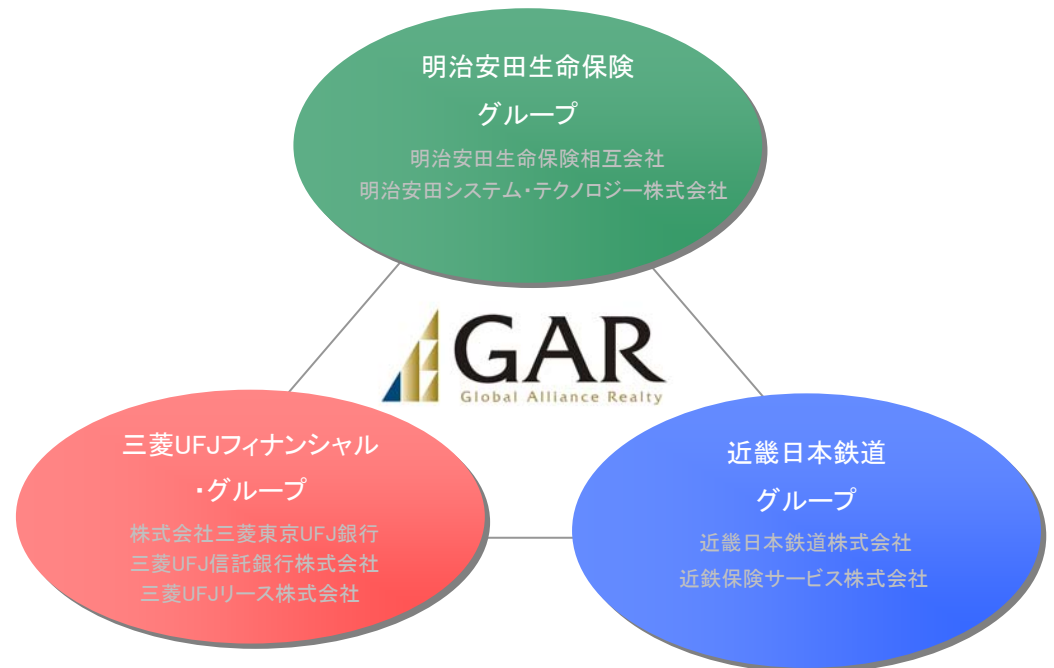 明治安田生命保険
グループ
明治安田生命保険相互会社
明治安田システム・テクノロジー株式会社
GAR
Global Alliance Realty
三菱UFJフィナンシャル
・グループ
株式会社三菱東京UFJ銀行
三菱UFJ信託銀行株式会社
三菱UFJリース株式会社
近畿日本鉄道
グループ
近畿日本鉄道株式会社
近鉄保険サービス株式会社